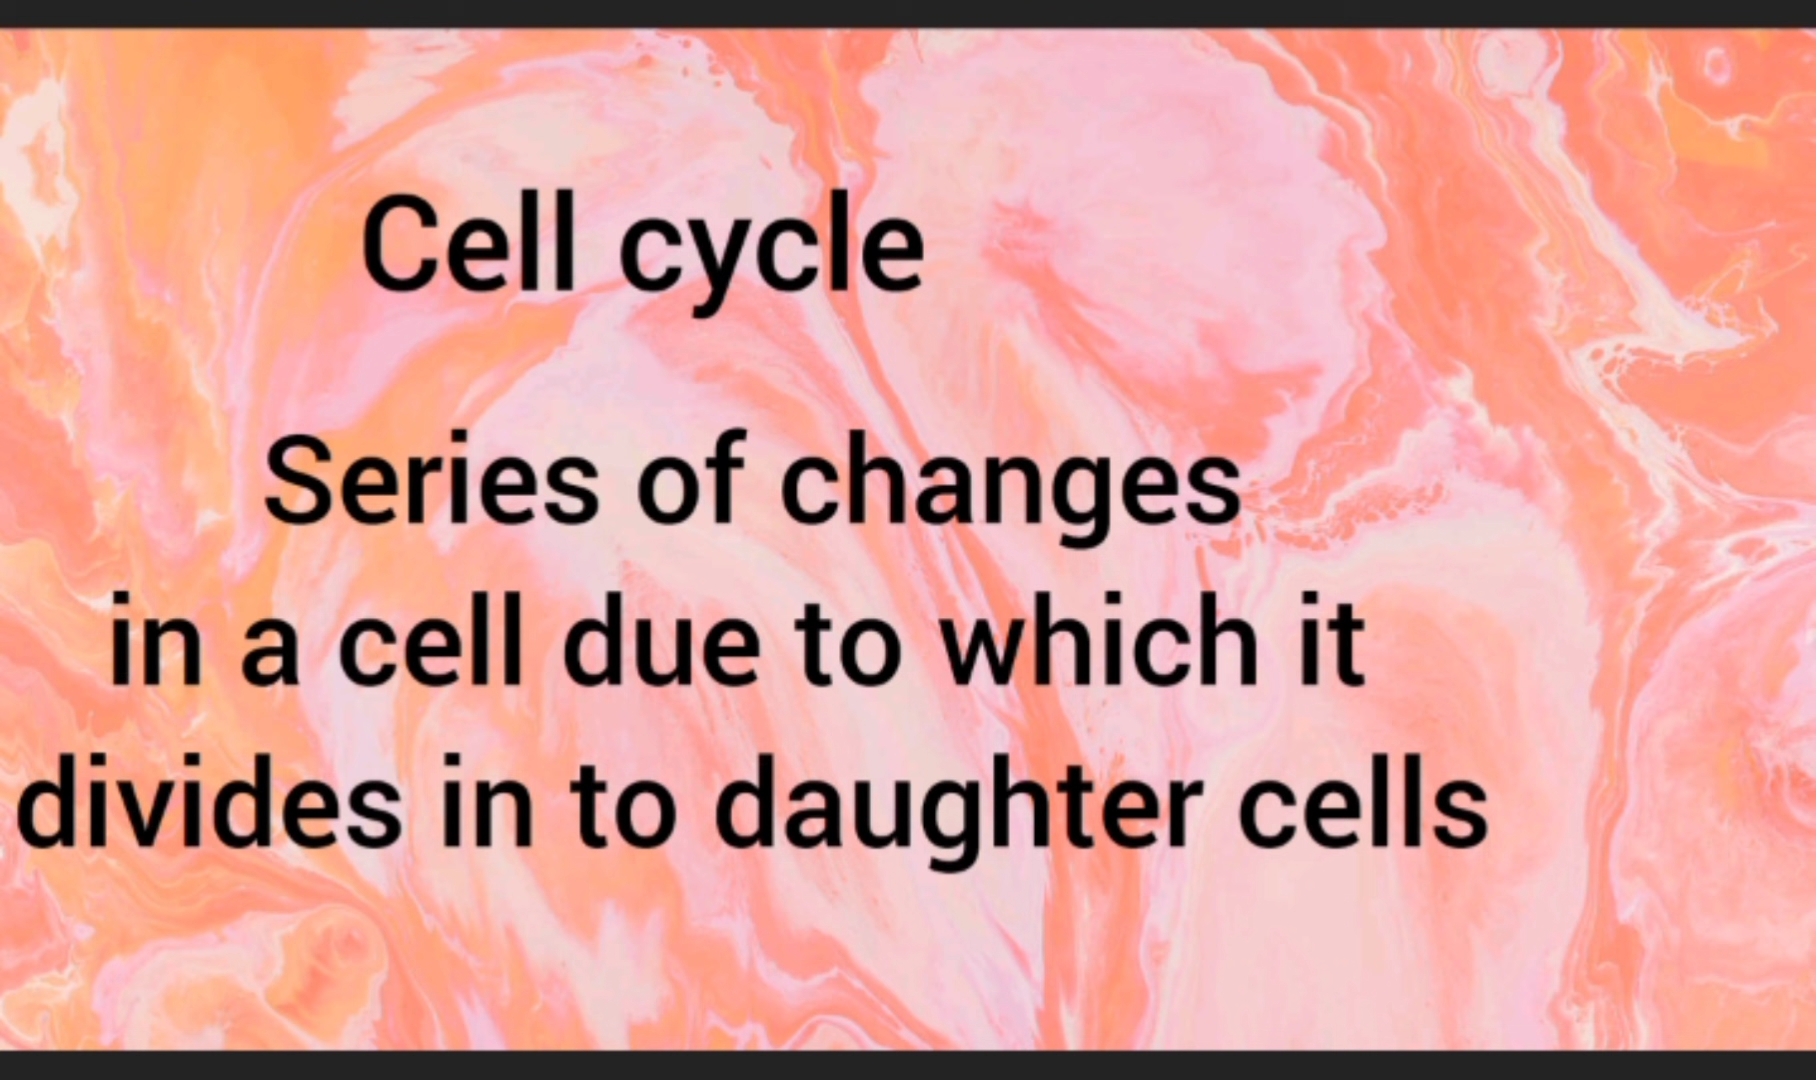 Cell cycle
Series of changes
in a cell due to which it
divides in to daughter cells